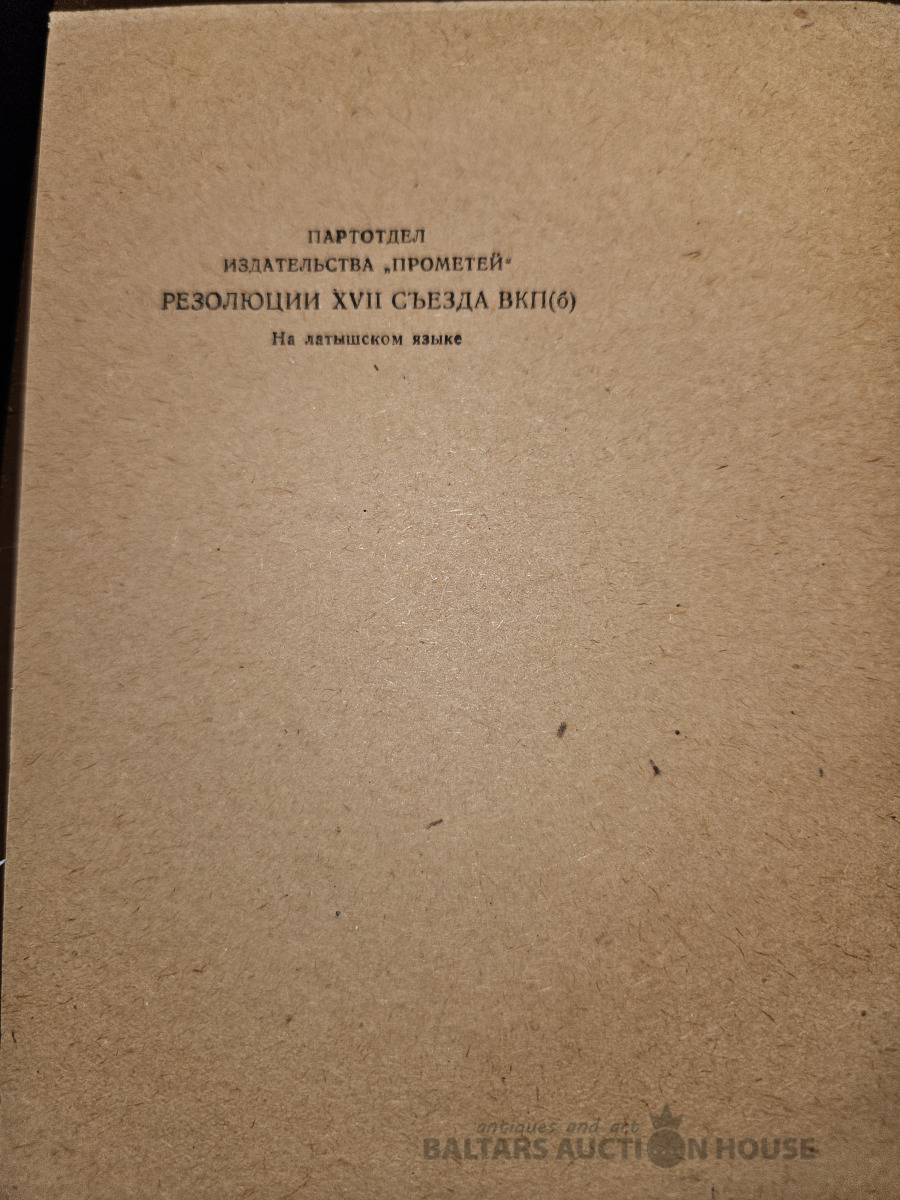 ПАРТОТДЕЛ
ИЗДАТЕЛЬСТВА „ПРОМЕТЕЙ“
РЕЗОЛЮЦИИ XVII СЪЕЗДА ВКП(б)
На латышском языке
antiques and art
BALTARS AUCTION HOUSE